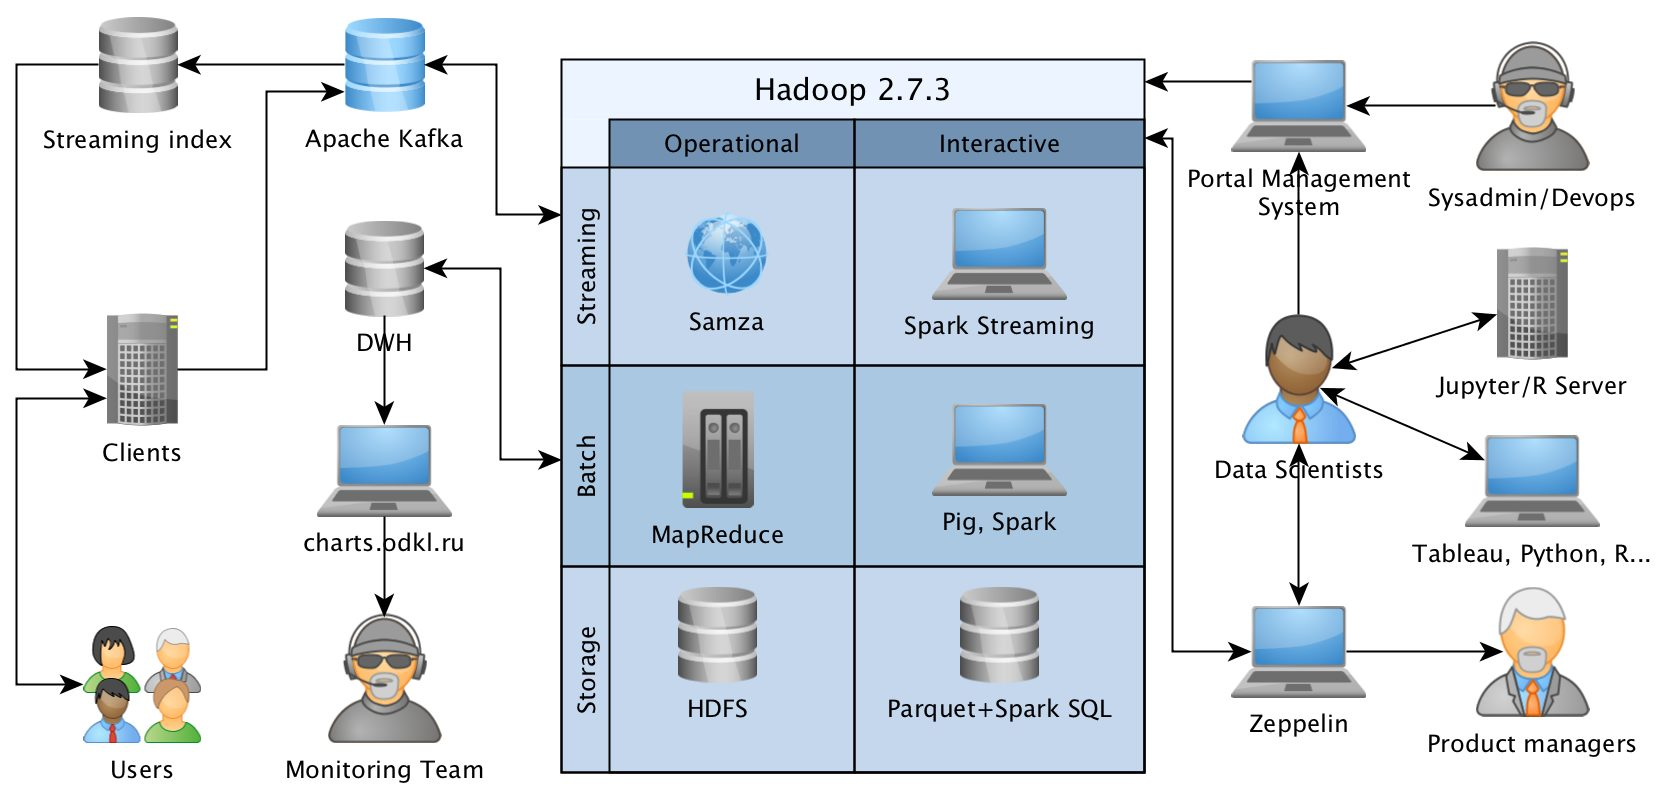 Hadoop 2.7.3
Operational
Interactive
Streaming index
Apache Kafka
Portal Management
System
Sysadmin/Devops
Streaming
Samza
Spark Streaming
DWH
Jupyter/R Server
Clients
Data Scientists
Batch
MapReduce
Pig, Spark
charts.odkl.ru
Tableau, Python, R...
Storage
HDFS
Parquet+Spark SQL
Zeppelin
Product managers
Users
Monitoring Team